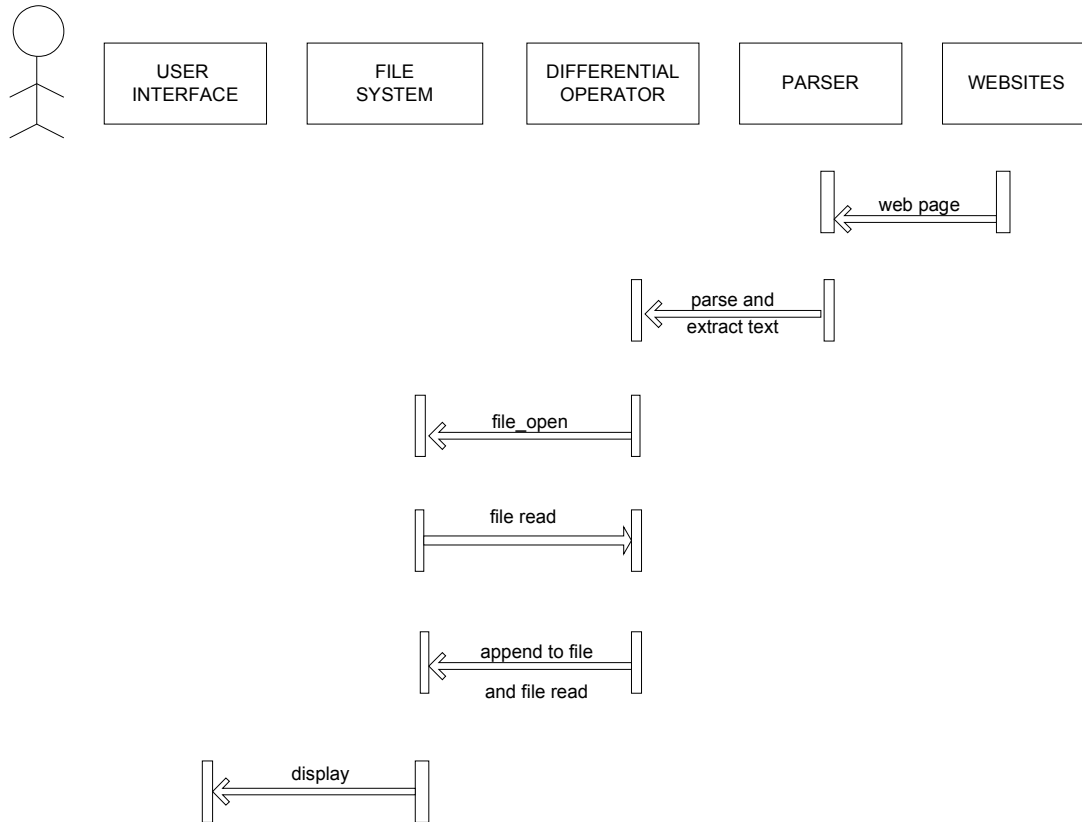 USER
INTERFACE
FILE
SYSTEM
DIFFERENTIAL
OPERATOR
PARSER
WEBSITES
web page
parse and
extract text
file_open
file read
append to file
and file read
display